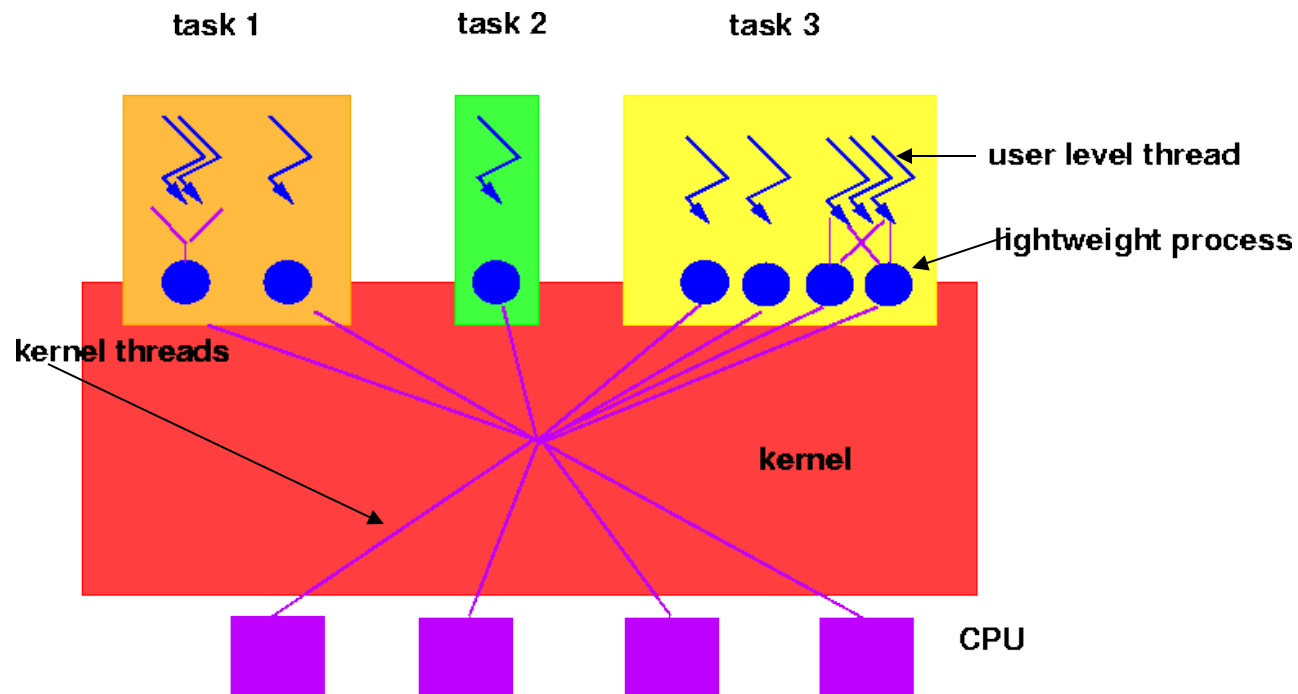 task 1
task 2
task 3
user level thread
lightweight process
kernel threads
kernel
CPU